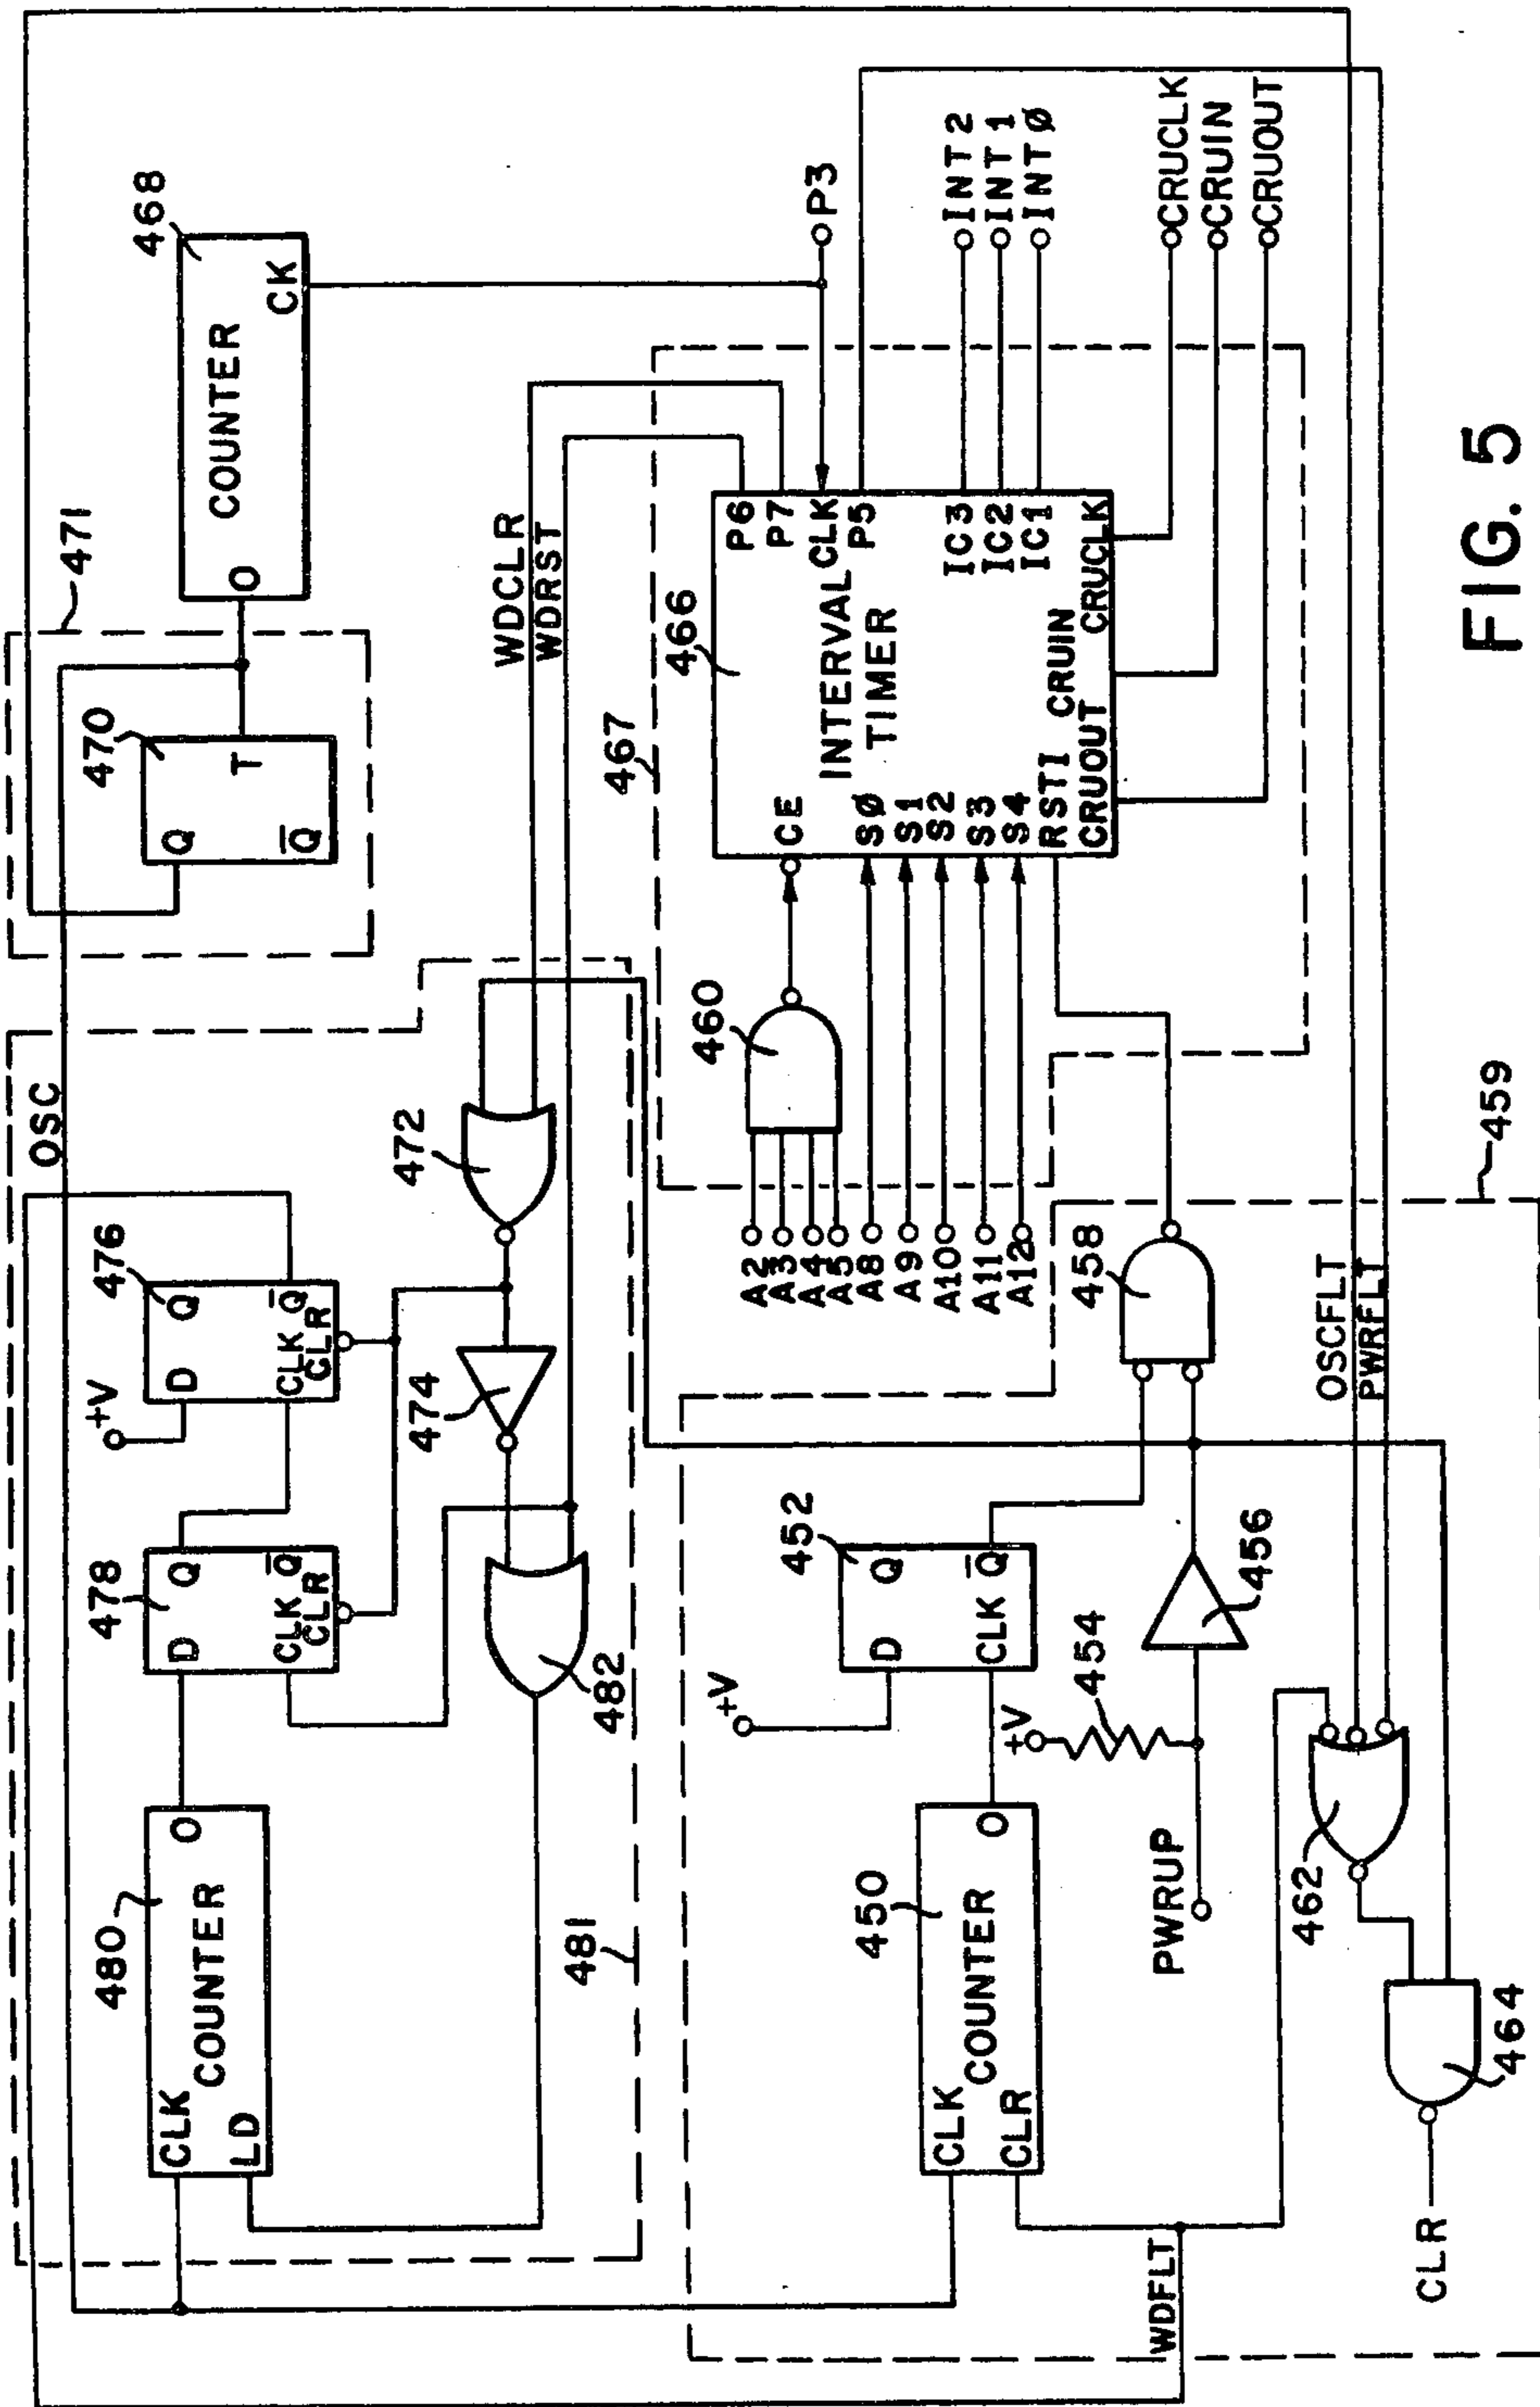 471
468
COUNTER
O
CK
470
Q
T
Q̅
P3
OSC
WDCLR
WDRST
+V
476
D
Q
CLK
Q̅
CLR
478
D
Q
CLK
Q̅
CLR
480
CLK
COUNTER
O
LD
472
474
482
481
467
466
INTERVAL
TIMER
P6
P7
CLK
P5
IC3
IC2
IC1
CE
SØ
S1
S2
S3
S4
RSTI
CRUIN
CRUOUT
CRUCLK
INT2
INT1
INTØ
CRUCLK
CRUIN
CRUOUT
460
A2
A3
A4
A5
A8
A9
A10
A11
A12
459
458
+V
452
D
Q
CLK
Q̅
+V
454
456
PWRUP
450
CLK
COUNTER
O
CLR
OSCFLT
PWRFLT
WDFLT
462
464
CLR
FIG. 5